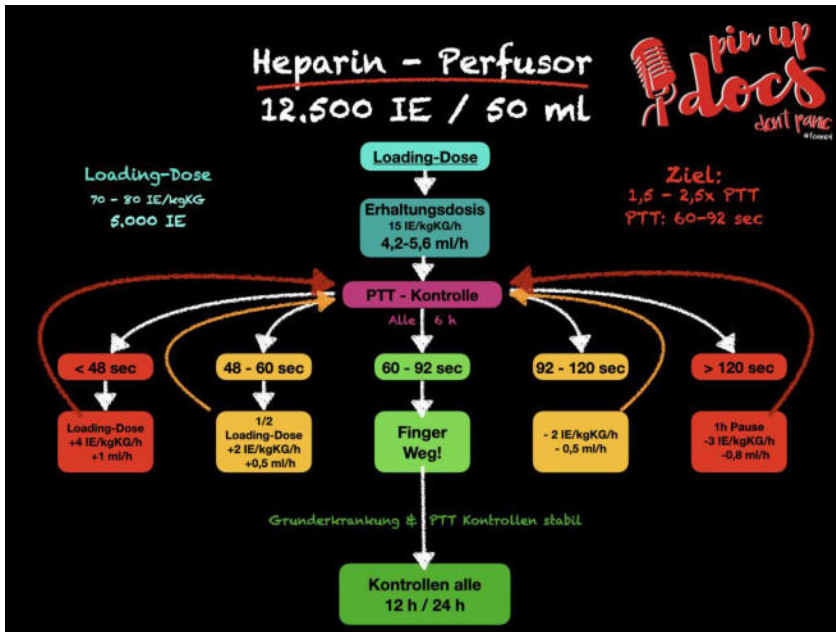 Heparin - Perfusor
12.500 IE / 50 ml
pin up
docs
don't panic
Loading-Dose
70 - 80 IE/kgKG
5.000 IE
Loading-Dose
Ziel:
1,5 - 2,5x PTT
PTT: 60-92 sec
Erhaltungsdosis
15 IE/kgKG/h
4,2-5,6 ml/h
PTT - Kontrolle
Alle 6 h
< 48 sec
48 - 60 sec
60 - 92 sec
92 - 120 sec
> 120 sec
Loading-Dose
+4 IE/kgKG/h
+1 ml/h
1/2
Loading-Dose
+2 IE/kgKG/h
+0,5 ml/h
Finger
Weg!
- 2 IE/kgKG/h
- 0,5 ml/h
1h Pause
-3 IE/kgKG/h
-0,8 ml/h
Grunderkrankung & PTT Kontrollen stabil
Kontrollen alle
12 h / 24 h